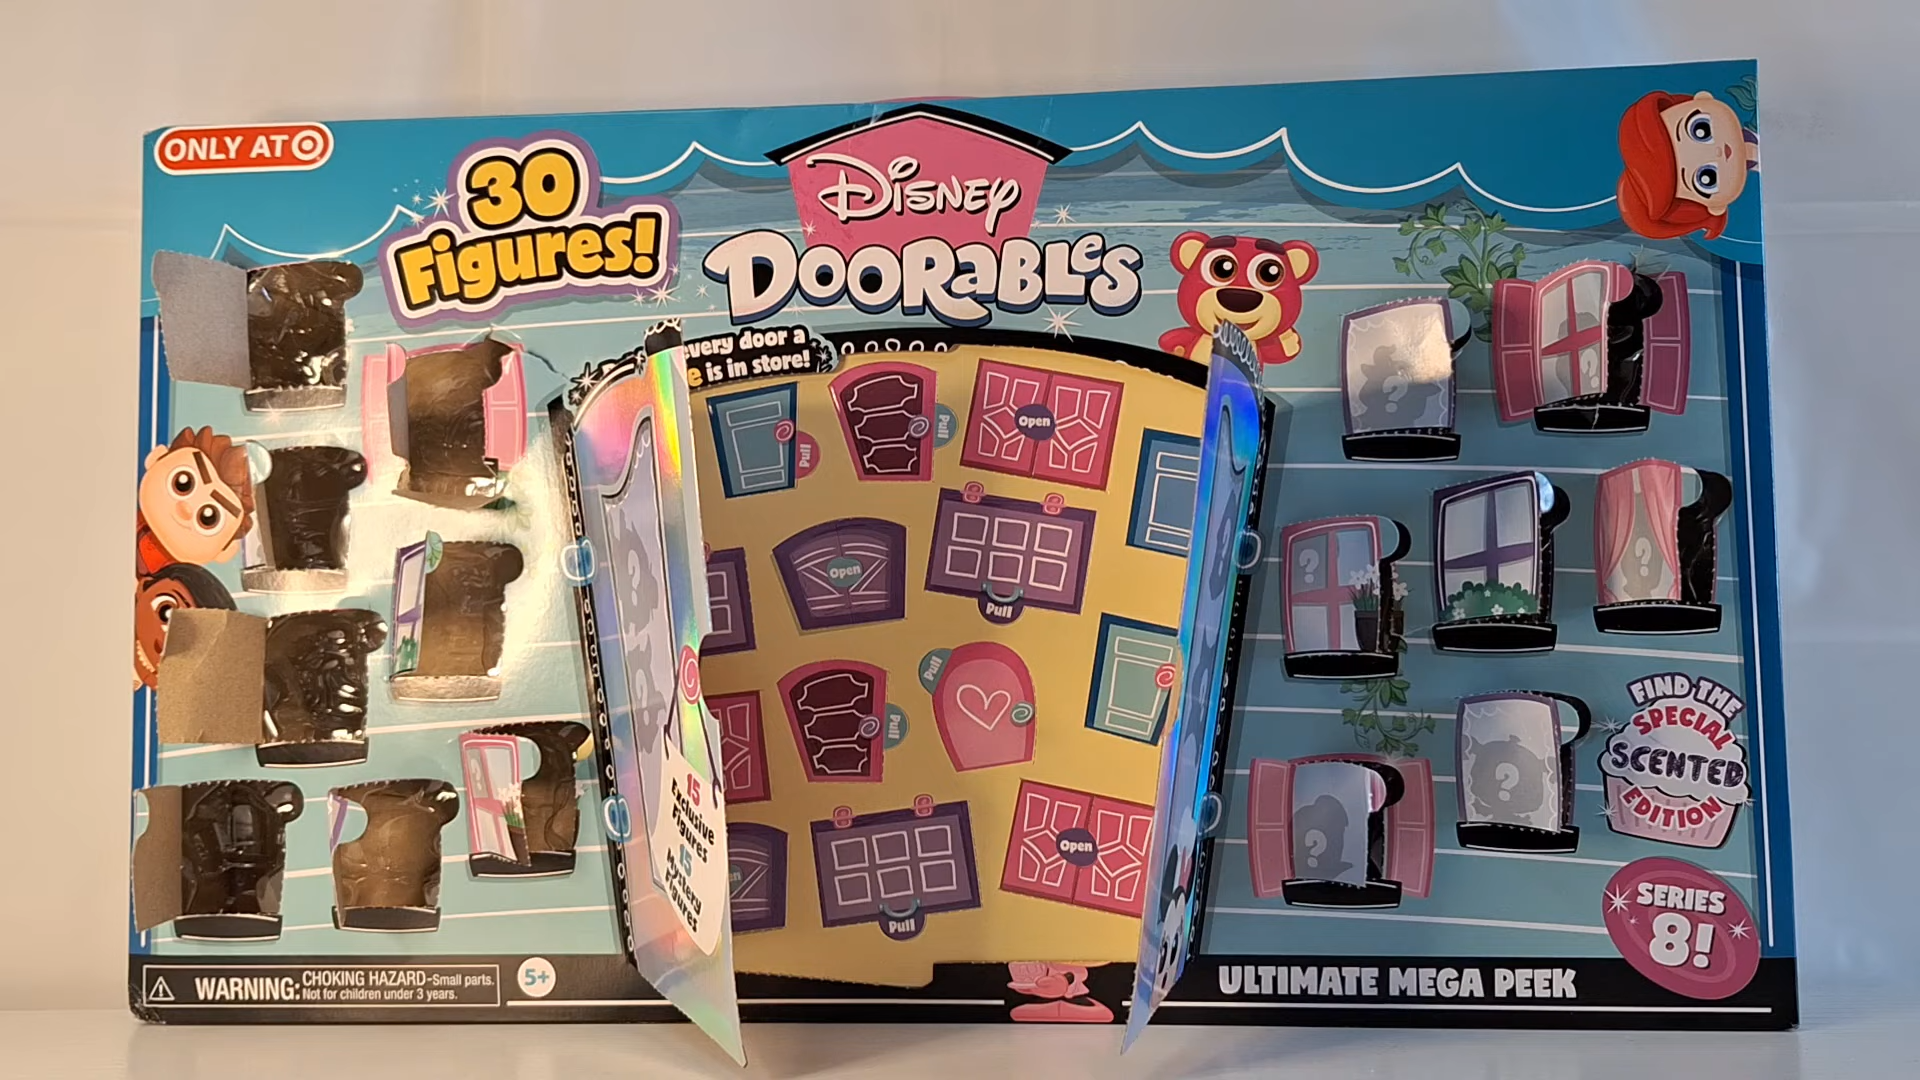 ONLY AT
30
Figures!
DISNEY
DOORABLES
every door a
e is in store!
Pull
Pull
Open
Open
Pull
Pull
Pull
Open
Pull
15
Exclusive
Figures
15
Mystery
Figures
?
?
?
?
?
?
?
FIND THE
SPECIAL
SCENTED
EDITION
SERIES
8!
WARNING: CHOKING HAZARD-Small parts.
Not for children under 3 years.
5+
ULTIMATE MEGA PEEK